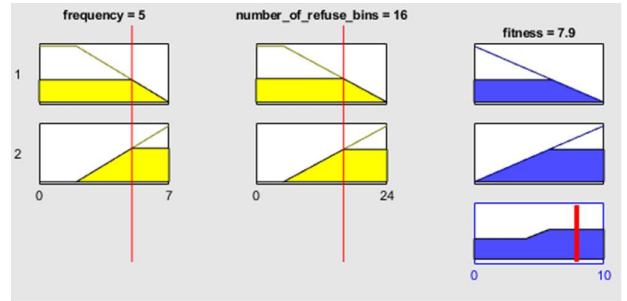 frequency = 5
number_of_refuse_bins = 16
fitness = 7.9
1
2
0
7
0
24
0
10